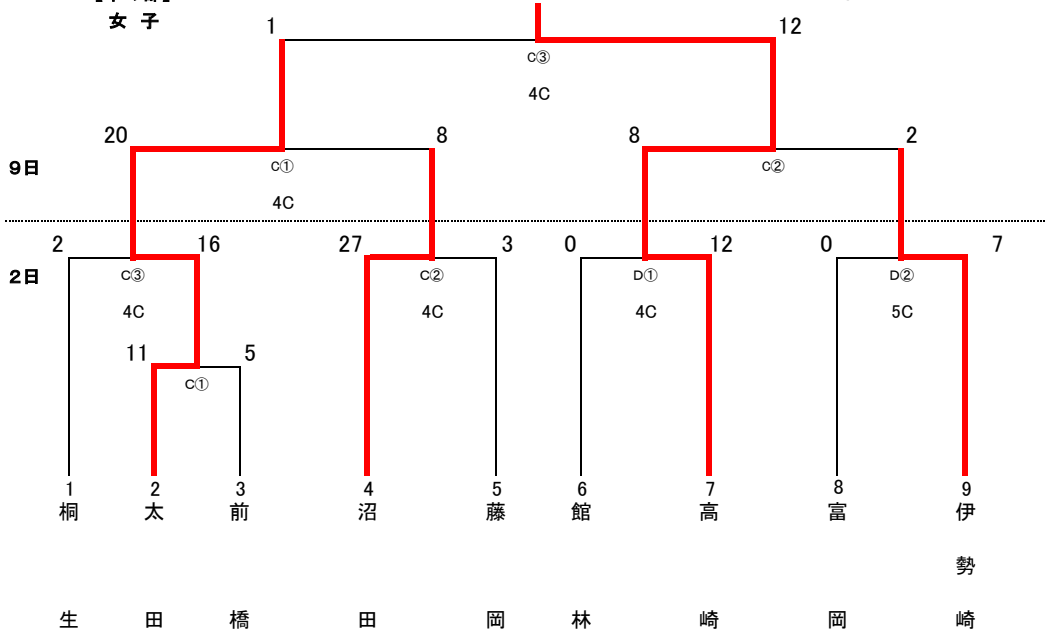 女 子
1 12
C③
4C
20 8 8 2
9日
C① C②
4C
2 16 27 3 0 12 0 7
2日
C③ C② D① D②
4C 4C 4C 5C
11 5
C①
1 2 3 4 5 6 7 8 9
桐生
太田
前橋
沼田
藤岡
館林
高崎
富岡
伊勢崎